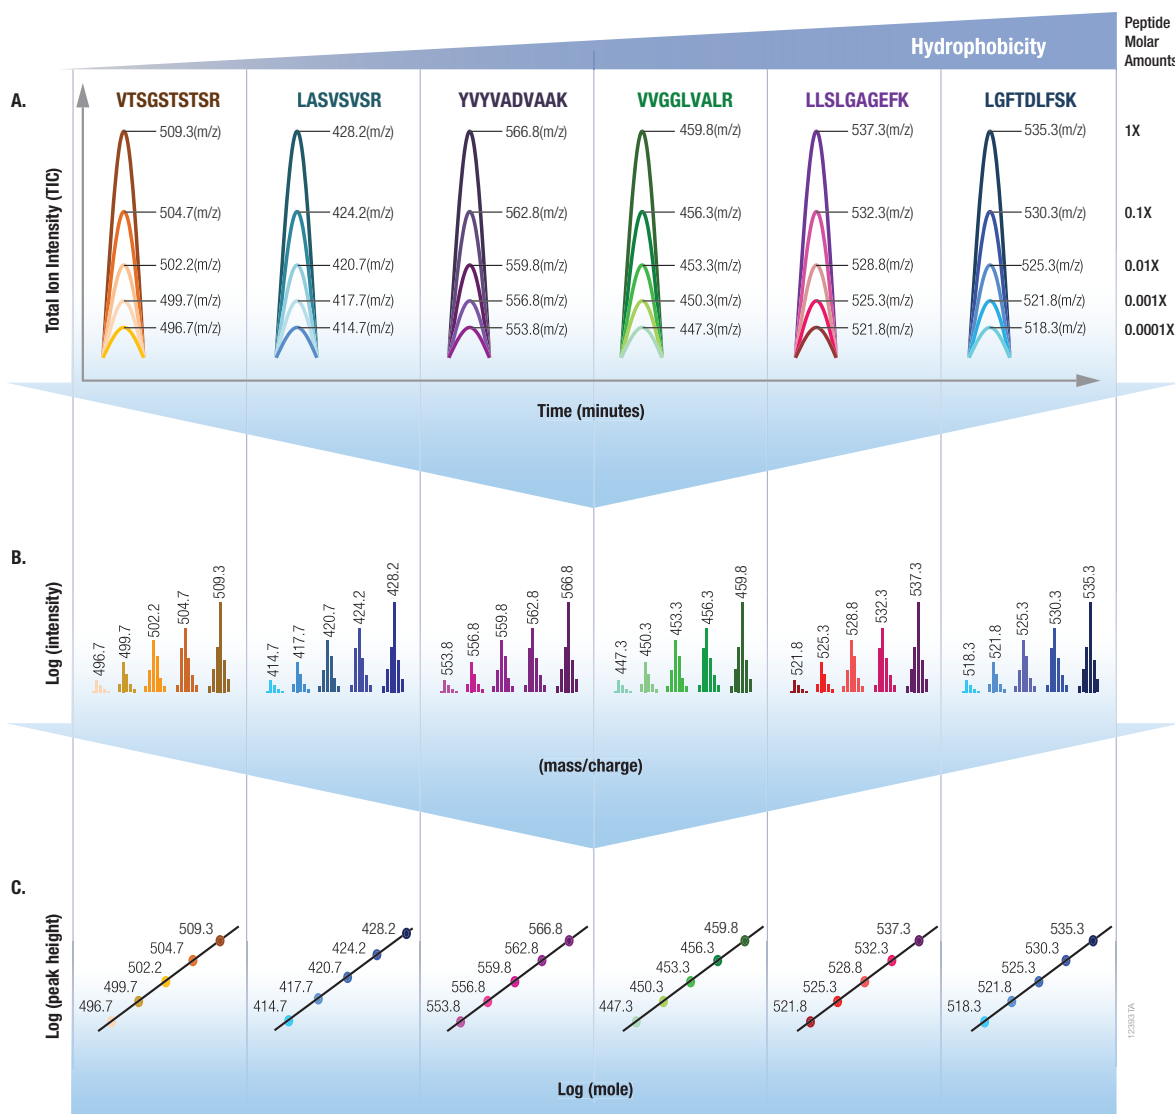 Hydrophobicity
Peptide
Molar
Amounts
A.
VTSGSTSTSR
LASVSVSR
YVYVADVAAK
VVGGLVALR
LLSLGAGEFK
LGFTDLFSK
Total Ion Intensity (TIC)
509.3(m/z)
428.2(m/z)
566.8(m/z)
459.8(m/z)
537.3(m/z)
535.3(m/z)
1X
504.7(m/z)
424.2(m/z)
562.8(m/z)
456.3(m/z)
532.3(m/z)
530.3(m/z)
0.1X
502.2(m/z)
420.7(m/z)
559.8(m/z)
453.3(m/z)
528.8(m/z)
525.3(m/z)
0.01X
499.7(m/z)
417.7(m/z)
556.8(m/z)
450.3(m/z)
525.3(m/z)
521.8(m/z)
0.001X
496.7(m/z)
414.7(m/z)
553.8(m/z)
447.3(m/z)
521.8(m/z)
518.3(m/z)
0.0001X
Time (minutes)
B.
Log (intensity)
496.7
499.7
502.2
504.7
509.3
414.7
417.7
420.7
424.2
428.2
553.8
556.8
559.8
562.8
566.8
447.3
450.3
453.3
456.3
459.8
521.8
525.3
528.8
532.3
537.3
518.3
521.8
525.3
530.3
535.3
(mass/charge)
C.
Log (peak height)
509.3
504.7
502.2
499.7
496.7
428.2
424.2
420.7
417.7
414.7
566.8
562.8
559.8
556.8
553.8
459.8
456.3
453.3
450.3
447.3
537.3
532.3
528.8
525.3
521.8
535.3
530.3
525.3
521.8
518.3
12393TA
Log (mole)